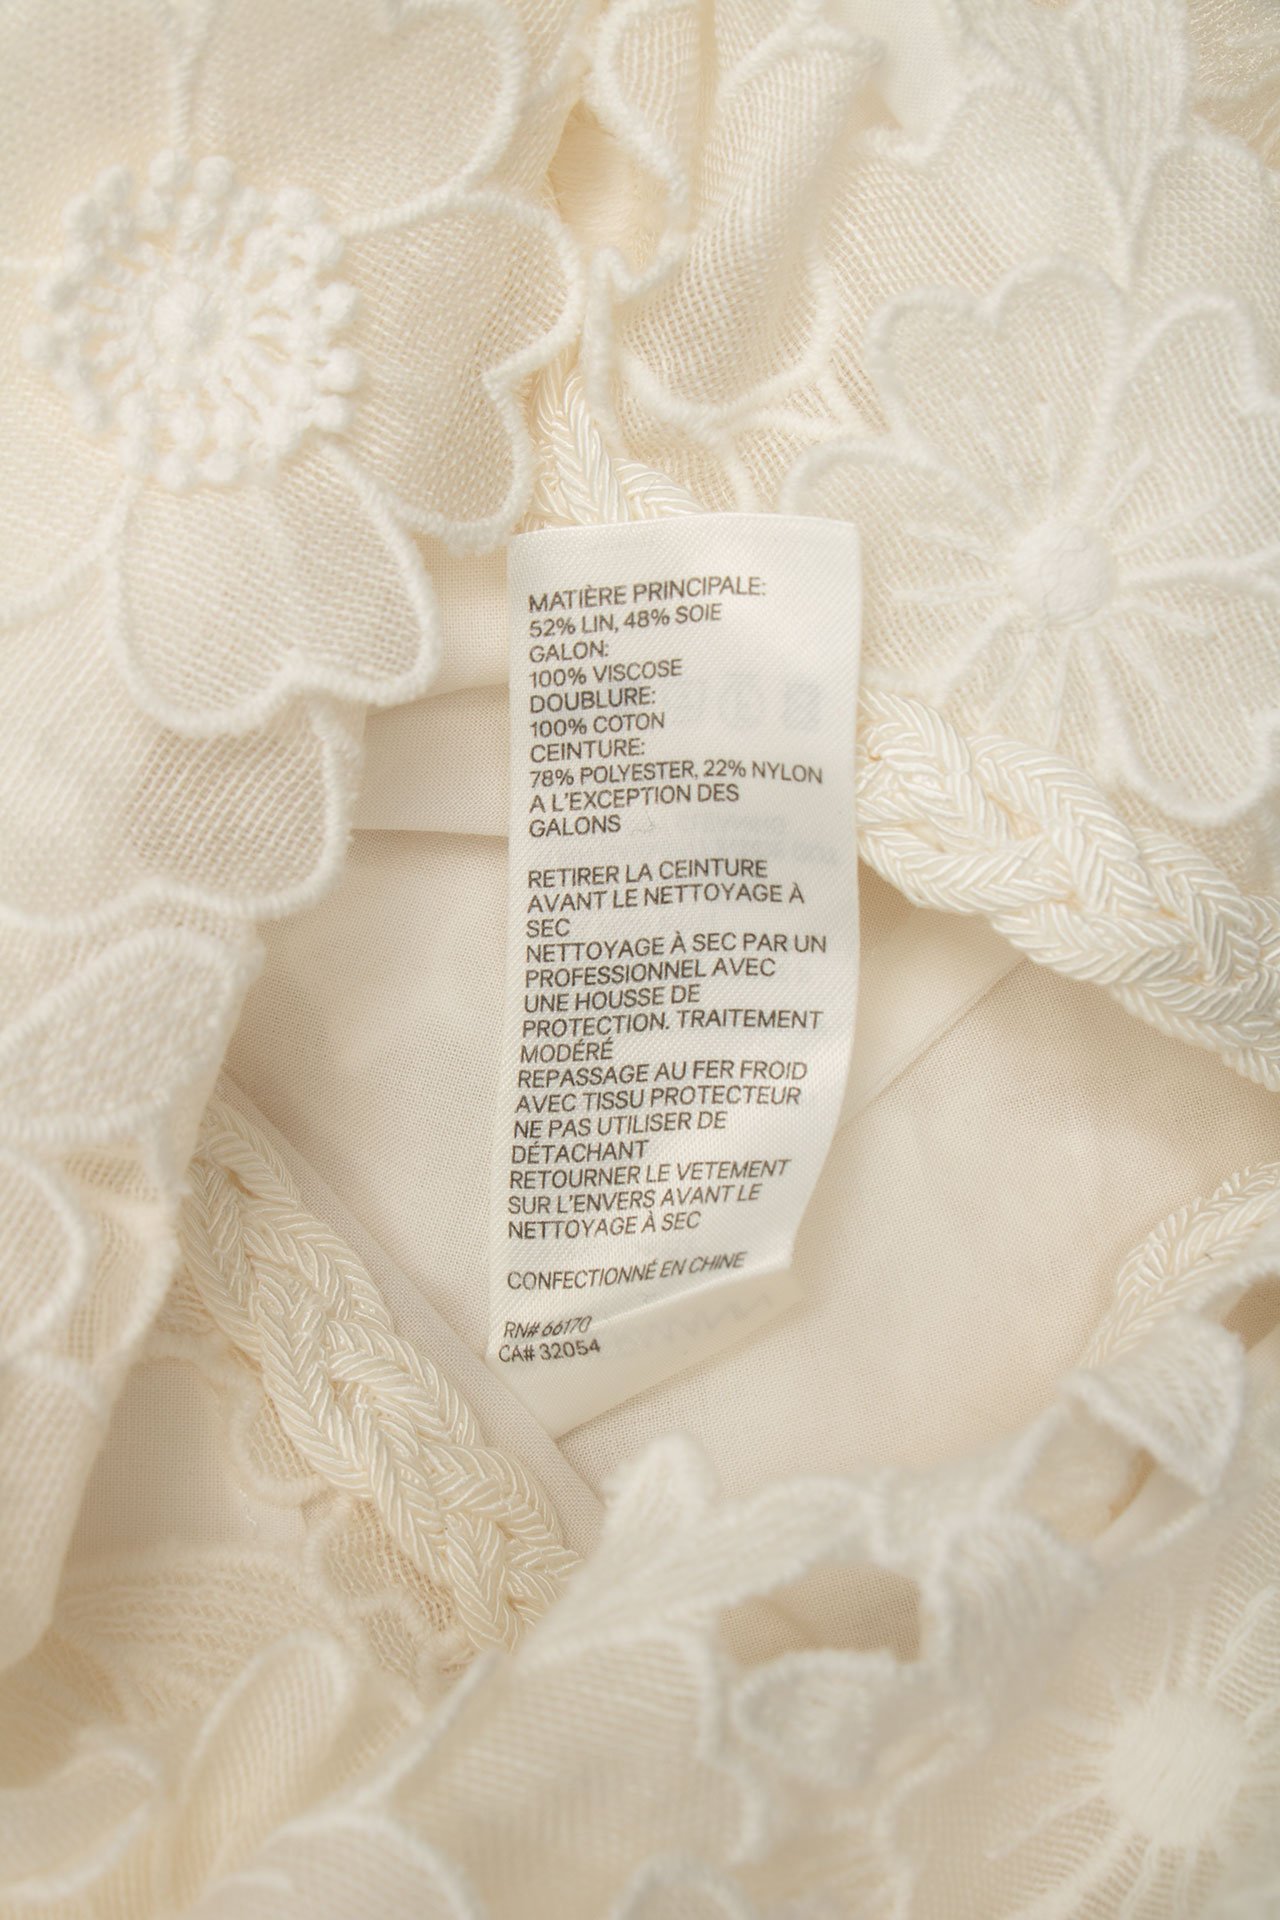 MATIÈRE PRINCIPALE:
52% LIN, 48% SOIE
GALON:
100% VISCOSE
DOUBLURE:
100% COTON
CEINTURE:
78% POLYESTER, 22% NYLON
A L'EXCEPTION DES
GALONS
RETIRER LA CEINTURE
AVANT LE NETTOYAGE À
SEC
NETTOYAGE À SEC PAR UN
PROFESSIONNEL AVEC
UNE HOUSSE DE
PROTECTION. TRAITEMENT
MODÉRÉ
REPASSAGE AU FER FROID
AVEC TISSU PROTECTEUR
NE PAS UTILISER DE
DÉTACHANT
RETOURNER LE VETEMENT
SUR L'ENVERS AVANT LE
NETTOYAGE À SEC
CONFECTIONNÉ EN CHINE
RN# 66170
CA# 32054